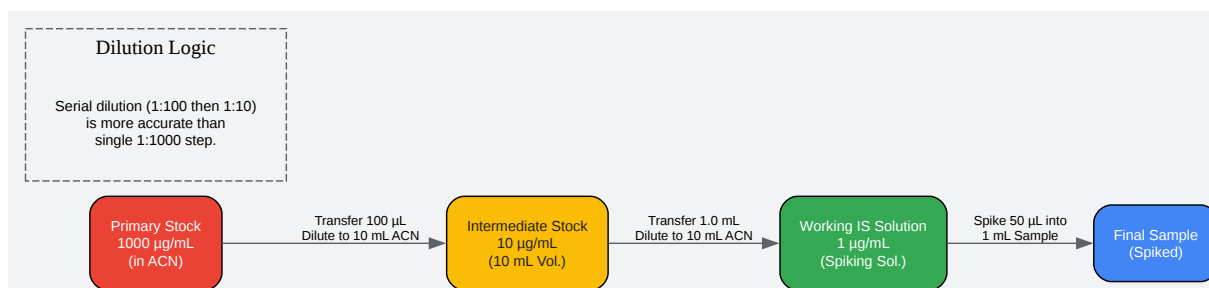 Dilution Logic
Serial dilution (1:100 then 1:10)
is more accurate than
single 1:1000 step.
Primary Stock
1000 µg/mL
(in ACN)
Transfer 100 µL
Dilute to 10 mL ACN
Intermediate Stock
10 µg/mL
(10 mL Vol.)
Transfer 1.0 mL
Dilute to 10 mL ACN
Working IS Solution
1 µg/mL
(Spiking Sol.)
Spike 50 µL into
1 mL Sample
Final Sample
(Spiked)